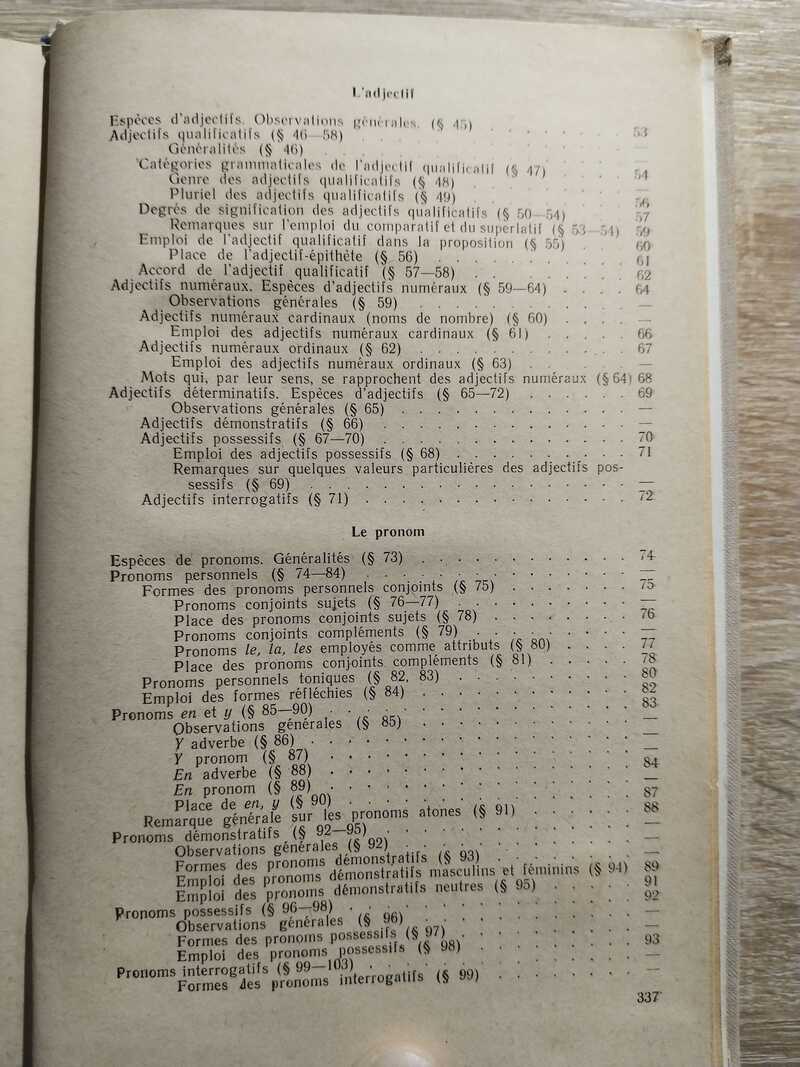 L'adjectif
Espèces d'adjectifs. Observations générales. (§ 45) . . . . . . 53
Adjectifs qualificatifs (§ 46—58) . . . . . .
Généralités (§ 46) . . . . . .
Catégories grammaticales de l'adjectif qualificatif (§ 47) . . . 54
Genre des adjectifs qualificatifs (§ 48) . . . . . .
Pluriel des adjectifs qualificatifs (§ 49) . . . . . . 56
Degrés de signification des adjectifs qualificatifs (§ 50—54) . . . 57
Remarques sur l'emploi du comparatif et du superlatif (§ 53—54) 59
Emploi de l'adjectif qualificatif dans la proposition (§ 55) . . . 60
Place de l'adjectif-épithète (§ 56) . . . . . . 61
Accord de l'adjectif qualificatif (§ 57—58) . . . . . . 62
Adjectifs numéraux. Espèces d'adjectifs numéraux (§ 59—64) . . . . 64
Observations générales (§ 59) . . . . . . —
Adjectifs numéraux cardinaux (noms de nombre) (§ 60) . . . . —
Emploi des adjectifs numéraux cardinaux (§ 61) . . . . . 66
Adjectifs numéraux ordinaux (§ 62) . . . . . . 67
Emploi des adjectifs numéraux ordinaux (§ 63) . . . . . . —
Mots qui, par leur sens, se rapprochent des adjectifs numéraux (§ 64) 68
Adjectifs déterminatifs. Espèces d'adjectifs (§ 65—72) . . . . . . 69
Observations générales (§ 65) . . . . . . —
Adjectifs démonstratifs (§ 66) . . . . . . —
Adjectifs possessifs (§ 67—70) . . . . . . 70
Emploi des adjectifs possessifs (§ 68) . . . . . . 71
Remarques sur quelques valeurs particulières des adjectifs pos-
sessifs (§ 69) . . . . . . —
Adjectifs interrogatifs (§ 71) . . . . . . 72
Le pronom
Espèces de pronoms. Généralités (§ 73) . . . . . . 74
Pronoms personnels (§ 74—84) . . . . . . —
Formes des pronoms personnels conjoints (§ 75) . . . . . . 75
Pronoms conjoints sujets (§ 76—77) . . . . . . —
Place des pronoms conjoints sujets (§ 78) . . . . . . 76
Pronoms conjoints compléments (§ 79) . . . . . . —
Pronoms le, la, les employés comme attributs (§ 80) . . . . 77
Place des pronoms conjoints compléments (§ 81) . . . . . 78
Pronoms personnels toniques (§ 82, 83) . . . . . . 80
Emploi des formes réfléchies (§ 84) . . . . . . 82
Pronoms en et y (§ 85—90) . . . . . . 83
Observations générales (§ 85) . . . . . . —
Y adverbe (§ 86) . . . . . . —
Y pronom (§ 87) . . . . . . 84
En adverbe (§ 88) . . . . . . —
En pronom (§ 89) . . . . . . 87
Place de en, y (§ 90) . . . . . . 88
Remarque générale sur les pronoms atones (§ 91) . . . . . . —
Pronoms démonstratifs (§ 92—95) . . . . . . —
Observations générales (§ 92) . . . . . . —
Formes des pronoms démonstratifs (§ 93) . . . . . . 89
Emploi des pronoms démonstratifs masculins et féminins (§ 94) 91
Emploi des pronoms démonstratifs neutres (§ 95) . . . . . 92
Pronoms possessifs (§ 96—98) . . . . . . —
Observations générales (§ 96) . . . . . . —
Formes des pronoms possessifs (§ 97) . . . . . .
Emploi des pronoms possessifs (§ 98) . . . . . . 93
Pronoms interrogatifs (§ 99—103) . . . . . . —
Formes des pronoms interrogatifs (§ 99) . . . . . .
337